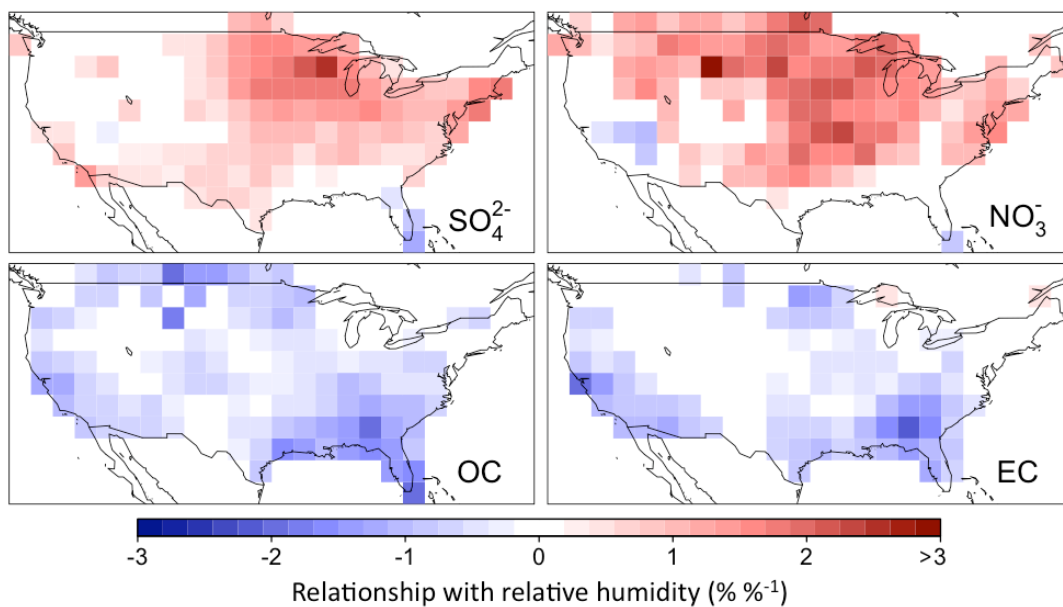 SO₄²⁻
NO₃⁻
OC
EC
-3 -2 -1 0 1 2 >3
Relationship with relative humidity (% %⁻¹)